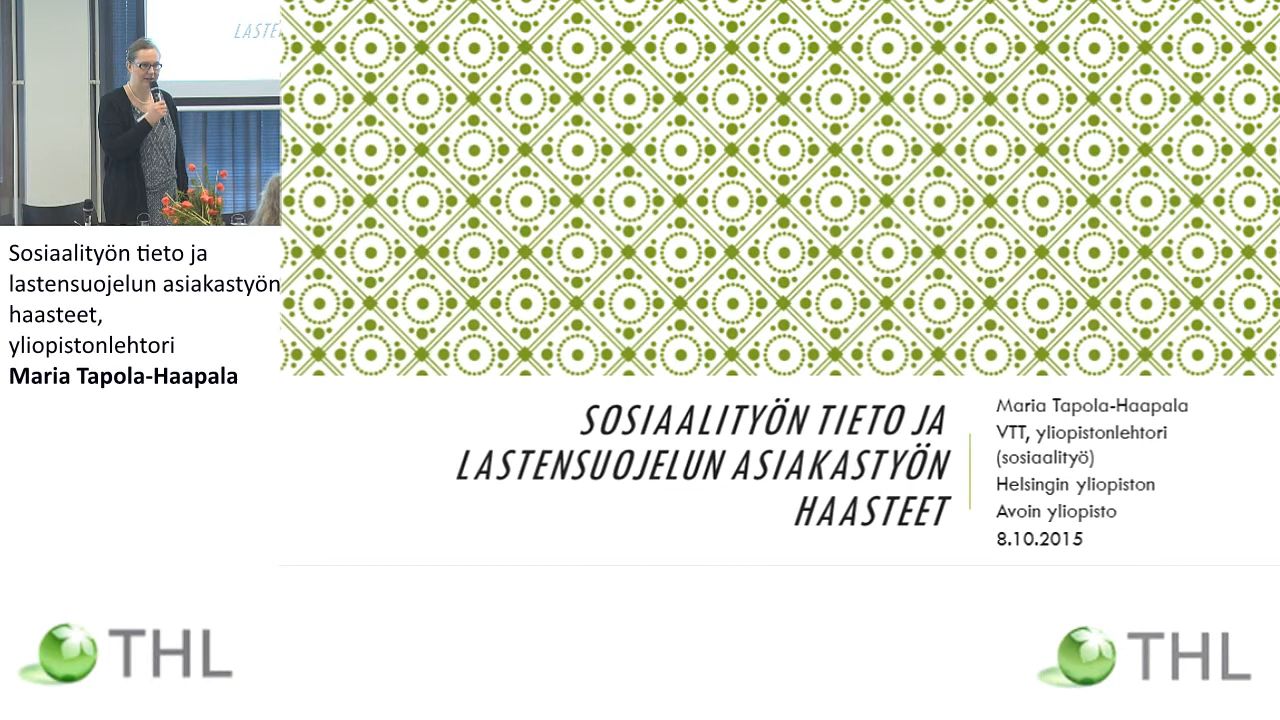 LASTE
Sosiaalityön tieto ja
lastensuojelun asiakastyön
haasteet,
yliopistonlehtori
Maria Tapola-Haapala
SOSIAALITYÖN TIETO JA
LASTENSUOJELUN ASIAKASTYÖN
HAASTEET
Maria Tapola-Haapala
VTT, yliopistonlehtori
(sosiaalityö)
Helsingin yliopiston
Avoin yliopisto
8.10.2015
THL
THL